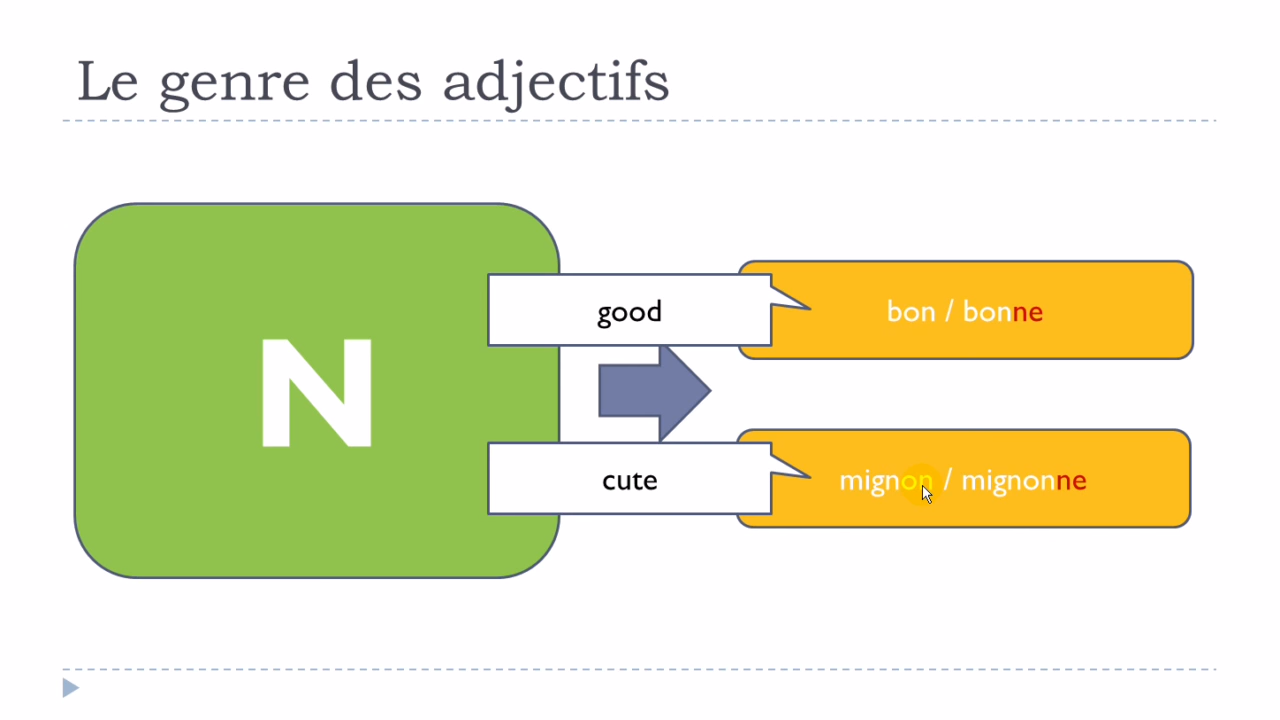 Le genre des adjectifs
N
good
bon / bonne
cute
mignon / mignonne